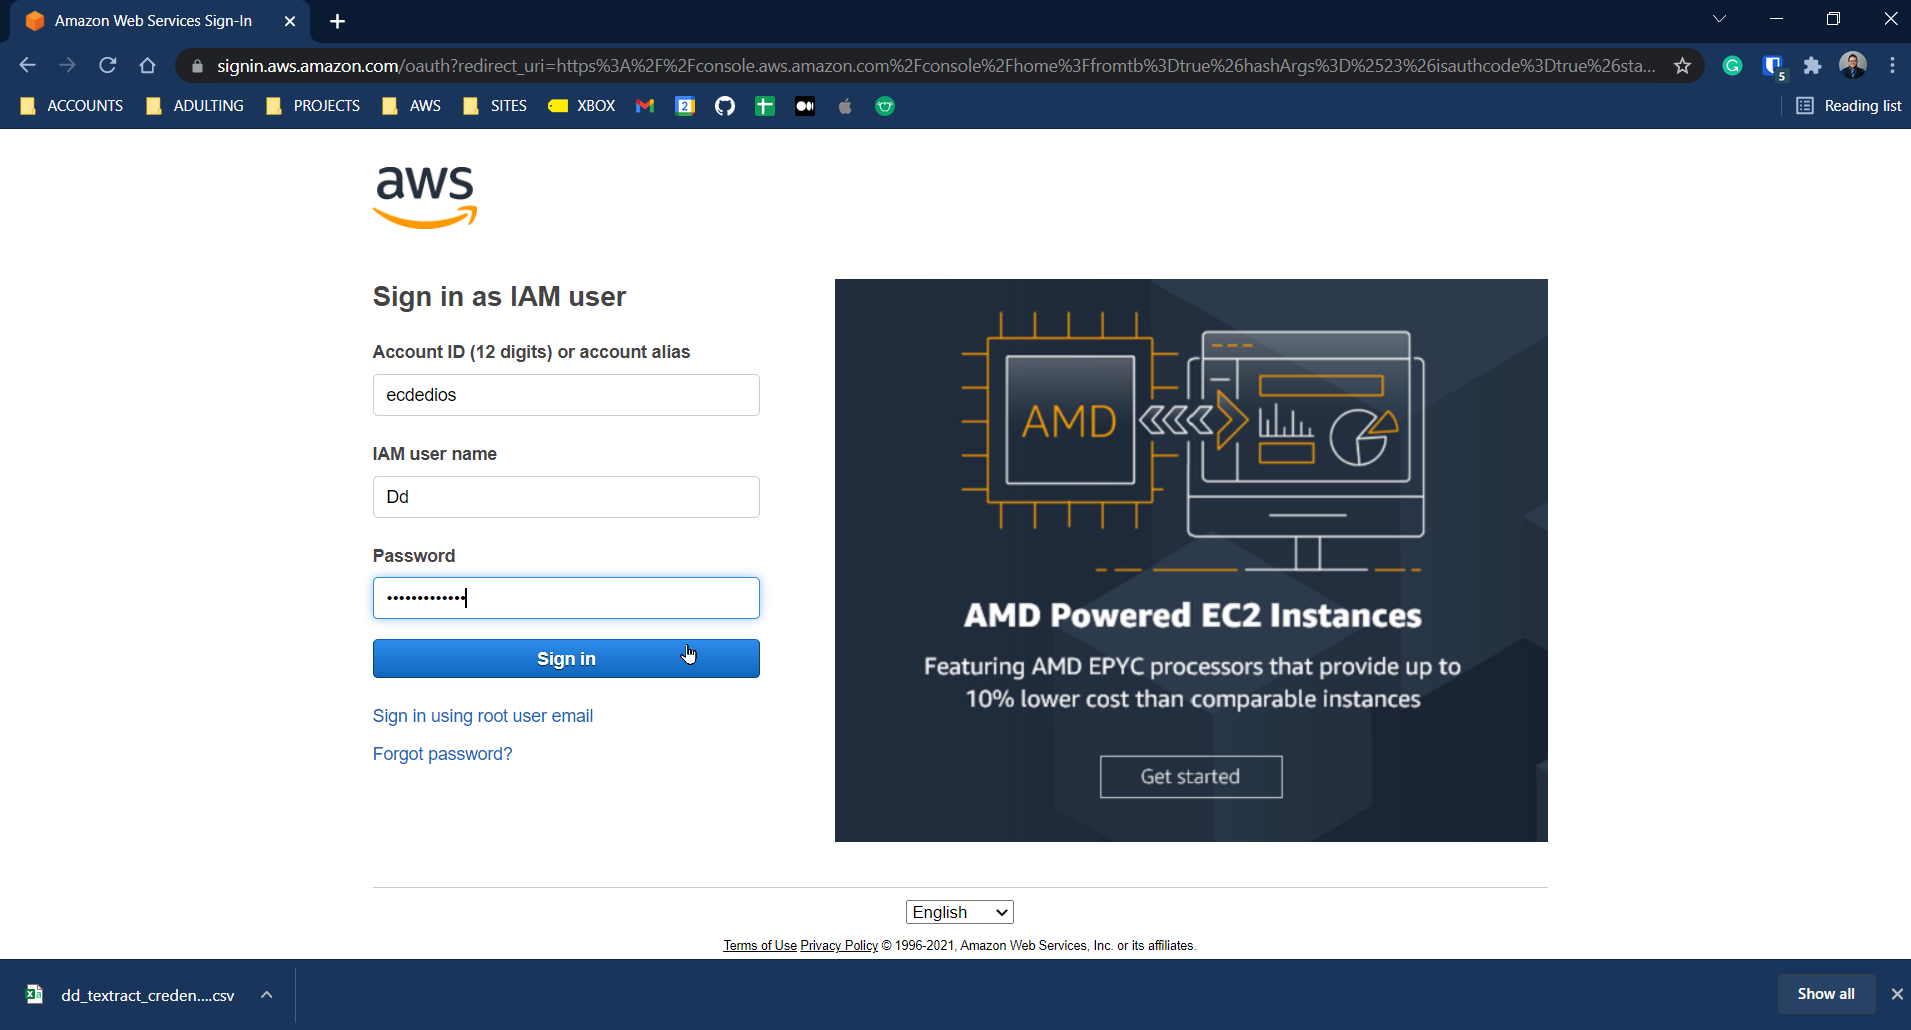 Amazon Web Services Sign-In
signin.aws.amazon.com/oauth?redirect_uri=https%3A%2F%2Fconsole.aws.amazon.com%2Fconsole%2Fhome%3Ffromtb%3Dtrue%26hashArgs%3D%2523%26isauthcode%3Dtrue%26sta...
5
ACCOUNTS ADULTING PROJECTS AWS SITES XBOX 2 Reading list
aws
Sign in as IAM user
Account ID (12 digits) or account alias
ecdedios
IAM user name
Dd
Password
•••••••••••••
Sign in
Sign in using root user email
Forgot password?
AMD
AMD Powered EC2 Instances
Featuring AMD EPYC processors that provide up to
10% lower cost than comparable instances
Get started
English
Terms of Use Privacy Policy © 1996-2021, Amazon Web Services, Inc. or its affiliates.
dd_textract_creden....csv
Show all